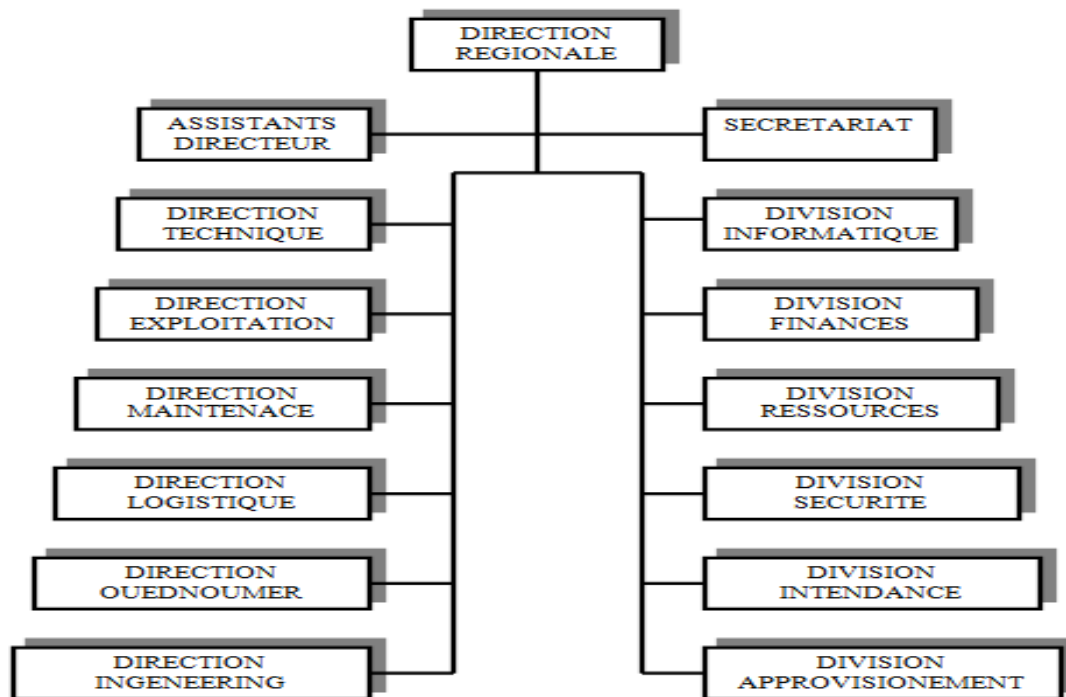 DIRECTION
REGIONALE
ASSISTANTS
DIRECTEUR
SECRETARIAT
DIRECTION
TECHNIQUE
DIVISION
INFORMATIQUE
DIRECTION
EXPLOITATION
DIVISION
FINANCES
DIRECTION
MAINTENACE
DIVISION
RESSOURCES
DIRECTION
LOGISTIQUE
DIVISION
SECURITE
DIRECTION
OUEDNOUMER
DIVISION
INTENDANCE
DIRECTION
INGENEERING
DIVISION
APPROVISIONEMENT